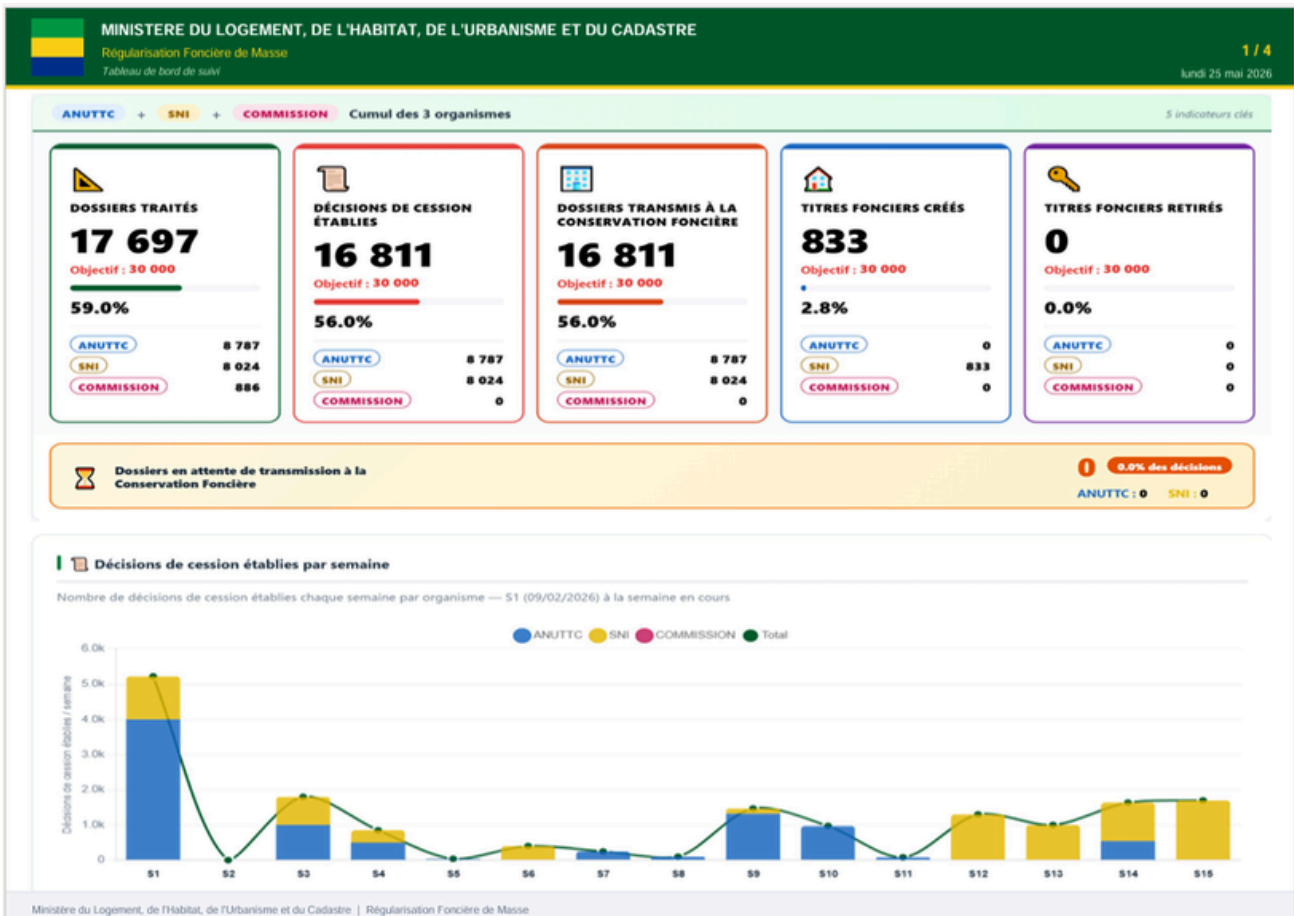 MINISTERE DU LOGEMENT, DE L'HABITAT, DE L'URBANISME ET DU CADASTRE
Régularisation Foncière de Masse
Tableau de bord de suivi
1 / 4
lundi 25 mai 2026
ANUTTC + SNI + COMMISSION Cumul des 3 organismes
5 indicateurs clés
DOSSIERS TRAITÉS
17 697
Objectif : 30 000
59.0%
ANUTTC 8 787
SNI 8 024
COMMISSION 886
DÉCISIONS DE CESSION
ÉTABLIES
16 811
Objectif : 30 000
56.0%
ANUTTC 8 787
SNI 8 024
COMMISSION 0
DOSSIERS TRANSMIS À LA
CONSERVATION FONCIÈRE
16 811
Objectif : 30 000
56.0%
ANUTTC 8 787
SNI 8 024
COMMISSION 0
TITRES FONCIERS CRÉÉS
833
Objectif : 30 000
2.8%
ANUTTC 0
SNI 833
COMMISSION 0
TITRES FONCIERS RETIRÉS
0
Objectif : 30 000
0.0%
ANUTTC 0
SNI 0
COMMISSION 0
Dossiers en attente de transmission à la
Conservation Foncière
0 0.0% des décisions
ANUTTC : 0 SNI : 0
Décisions de cession établies par semaine
Nombre de décisions de cession établies chaque semaine par organisme — S1 (09/02/2026) à la semaine en cours
ANUTTC SNI COMMISSION Total
Décisions de cession établies / semaine
6.0k
5.0k
4.0k
3.0k
2.0k
1.0k
0
S1 S2 S3 S4 S5 S6 S7 S8 S9 S10 S11 S12 S13 S14 S15
Ministère du Logement, de l'Habitat, de l'Urbanisme et du Cadastre | Régularisation Foncière de Masse